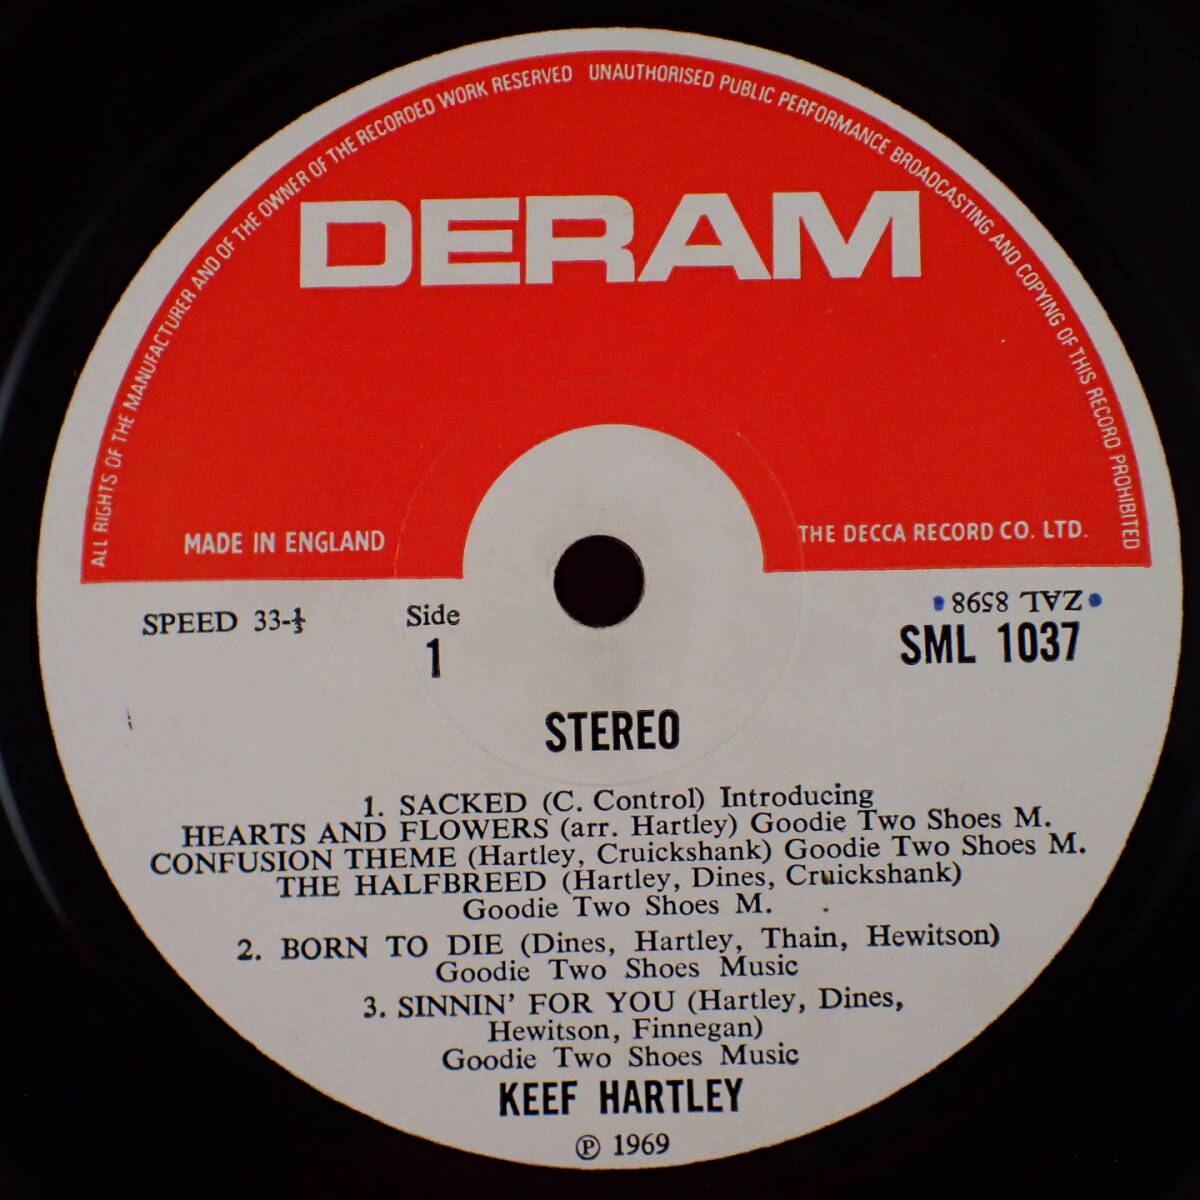 ALL RIGHTS OF THE MANUFACTURER AND OF THE OWNER OF THE RECORDED WORK RESERVED UNAUTHORISED PUBLIC PERFORMANCE BROADCASTING AND COPYING OF THIS RECORD PROHIBITED
DERAM
MADE IN ENGLAND
THE DECCA RECORD CO. LTD.
SPEED 33-⅓
Side
1
• ZAL 8598 •
SML 1037
STEREO
1. SACKED (C. Control) Introducing
HEARTS AND FLOWERS (arr. Hartley) Goodie Two Shoes M.
CONFUSION THEME (Hartley, Cruickshank) Goodie Two Shoes M.
THE HALFBREED (Hartley, Dines, Cruickshank)
Goodie Two Shoes M.
2. BORN TO DIE (Dines, Hartley, Thain, Hewitson)
Goodie Two Shoes Music
3. SINNIN' FOR YOU (Hartley, Dines,
Hewitson, Finnegan)
Goodie Two Shoes Music
KEEF HARTLEY
℗ 1969